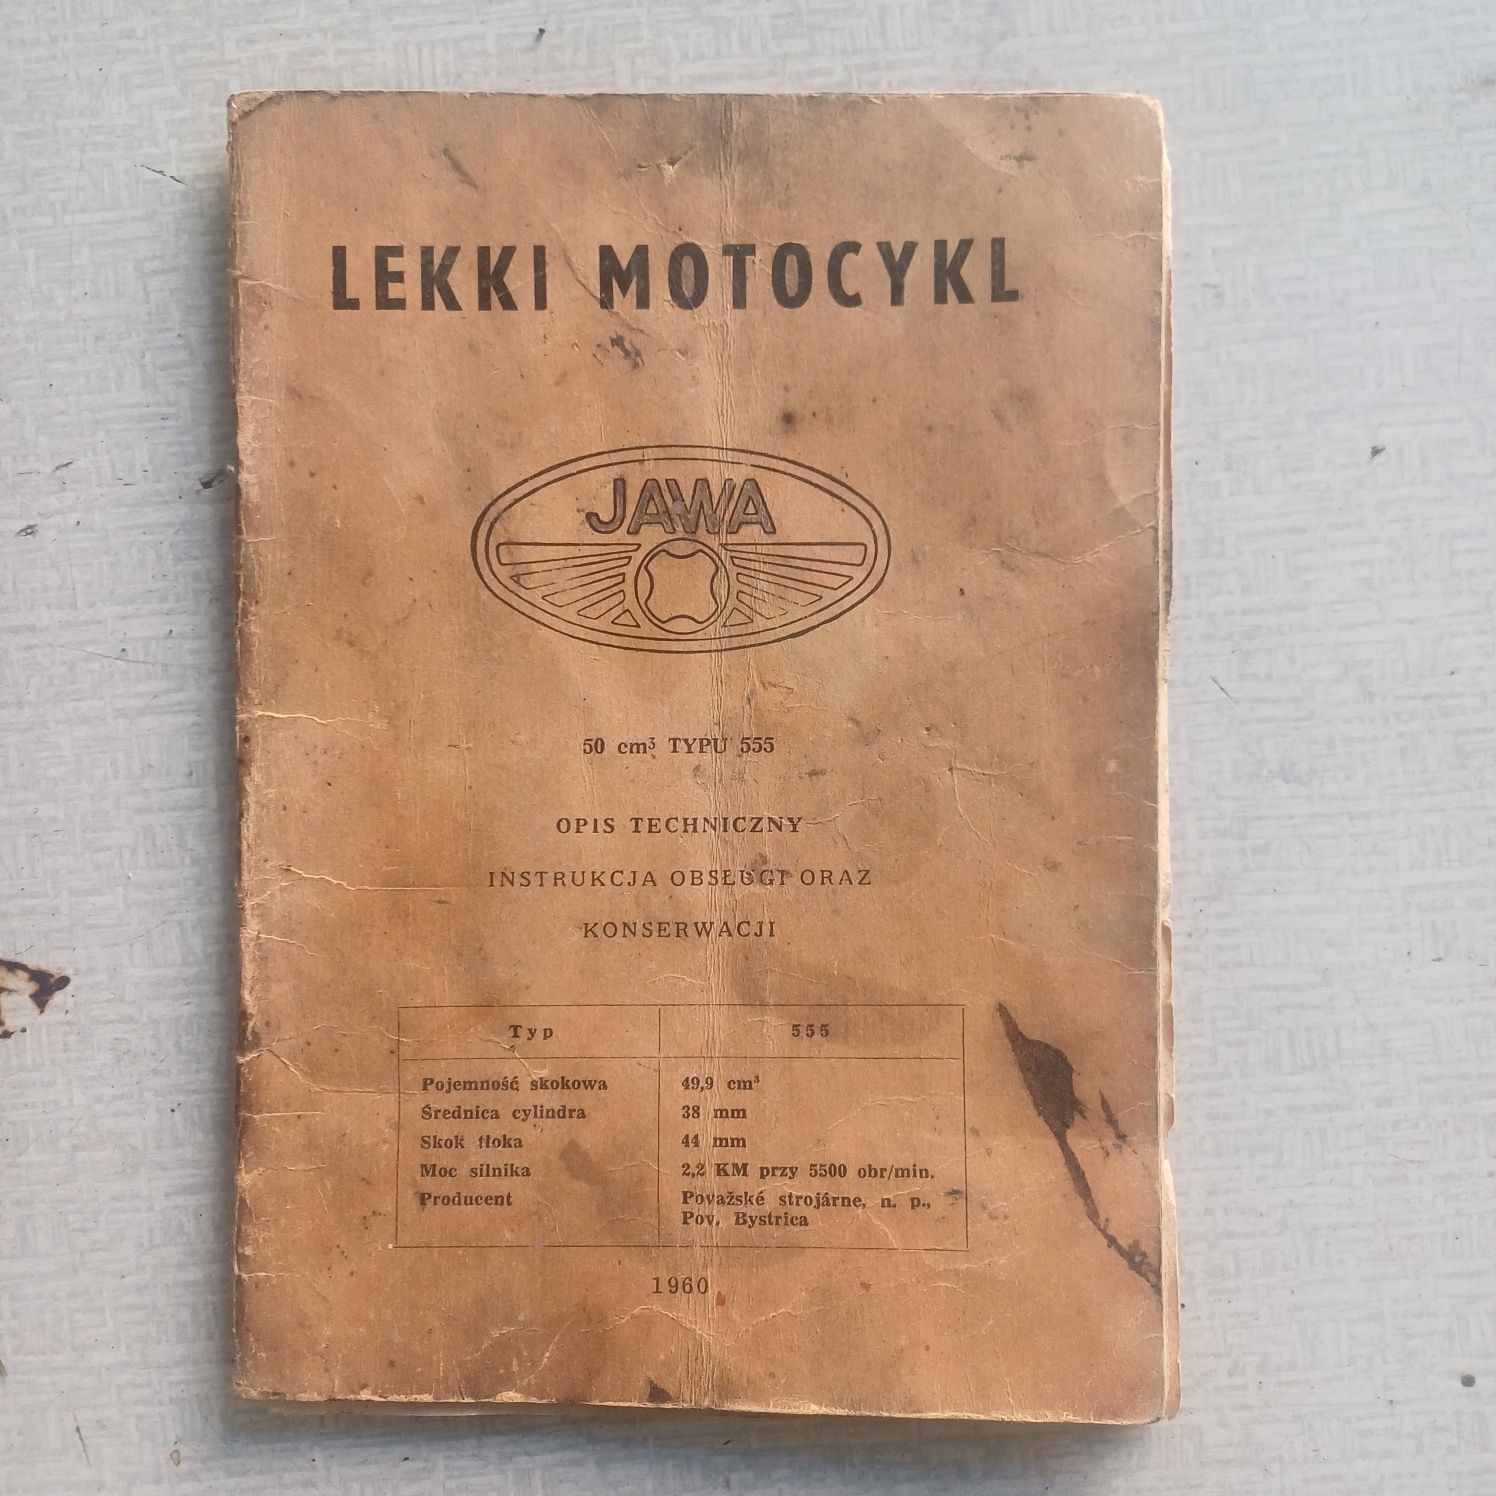 LEKKI MOTOCYKL
JAWA
50 cm³ TYPU 555
OPIS TECHNICZNY
INSTRUKCJA OBSŁUGI ORAZ
KONSERWACJI
Typ 555
Pojemność skokowa 49,9 cm³
Średnica cylindra 38 mm
Skok tłoka 44 mm
Moc silnika 2,2 KM przy 5500 obr/min.
Producent Považské strojárne, n. p.,
Pov. Bystrica
1960